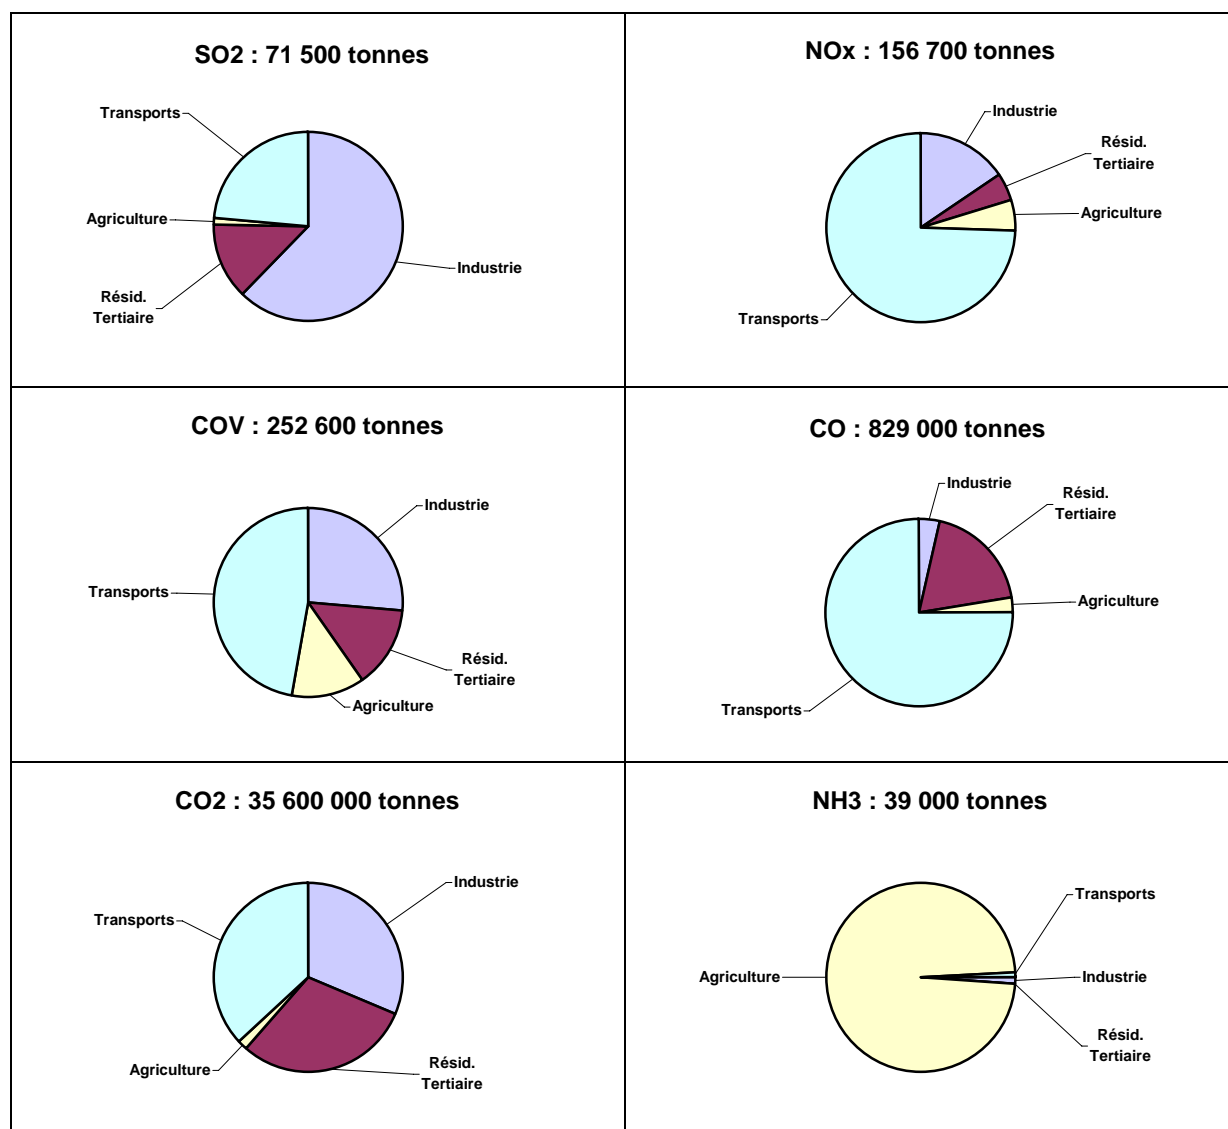 SO2 : 71 500 tonnes
Transports
Agriculture
Résid.
Tertiaire
Industrie
NOx : 156 700 tonnes
Industrie
Résid.
Tertiaire
Agriculture
Transports
COV : 252 600 tonnes
Industrie
Transports
Résid.
Tertiaire
Agriculture
CO : 829 000 tonnes
Industrie
Résid.
Tertiaire
Agriculture
Transports
CO2 : 35 600 000 tonnes
Industrie
Transports
Agriculture
Résid.
Tertiaire
NH3 : 39 000 tonnes
Transports
Agriculture
Industrie
Résid.
Tertiaire